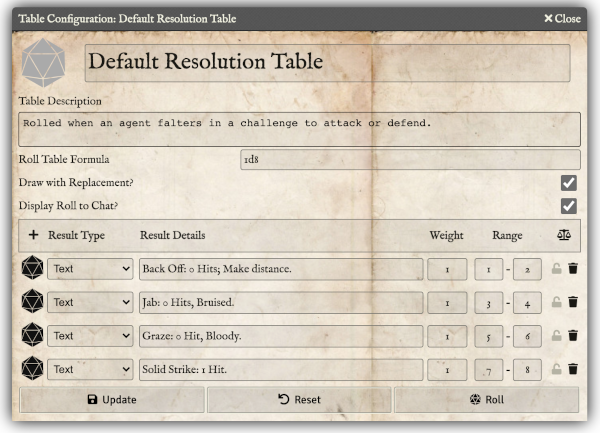 Table Configuration: Default Resolution Table
Close
Default Resolution Table
Table Description
Rolled when an agent falters in a challenge to attack or defend.
Roll Table Formula 1d8
Draw with Replacement?
Display Roll to Chat?
+ Result Type Result Details Weight Range
Text Back Off: 0 Hits; Make distance. 1 1 - 2
Text Jab: 0 Hits, Bruised. 1 3 - 4
Text Graze: 0 Hit, Bloody. 1 5 - 6
Text Solid Strike: 1 Hit. 1 7 - 8
Update Reset Roll